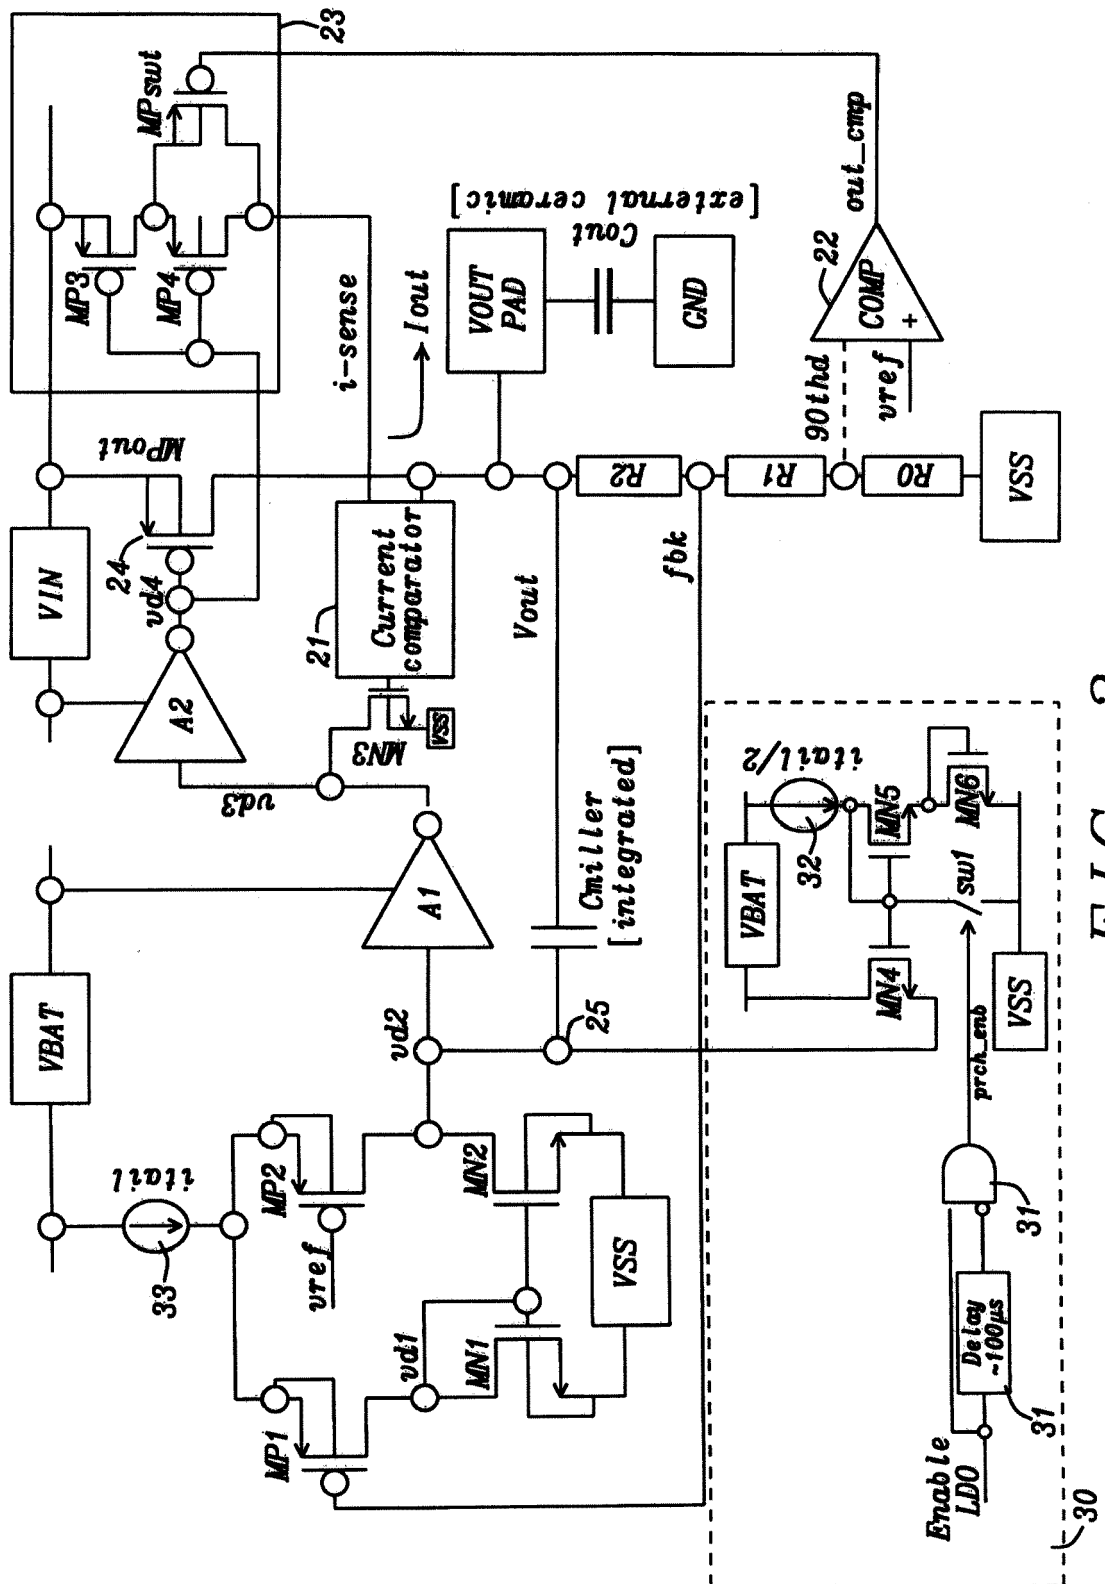 VBAT
VIN
23
itail
33
MP1
MP2
vref
vd1
vd2
MN1
MN2
VSS
25
A1
vd3
A2
vd4
24
MPout
MP3
MP4
MPswt
MN3
VSS
21
Current
comparator
i-sense
Iout
VOUT
PAD
Cout
[external ceramic]
GND
Vout
Cmiller
[integrated]
fbk
R2
R1
R0
VSS
90thd
vref
COMP
+
22
out_cmp
VBAT
itail/2
32
MN4
MN5
MN6
sw1
VSS
prch_enb
31'
Delay
~100µs
31
Enable
LDO
30